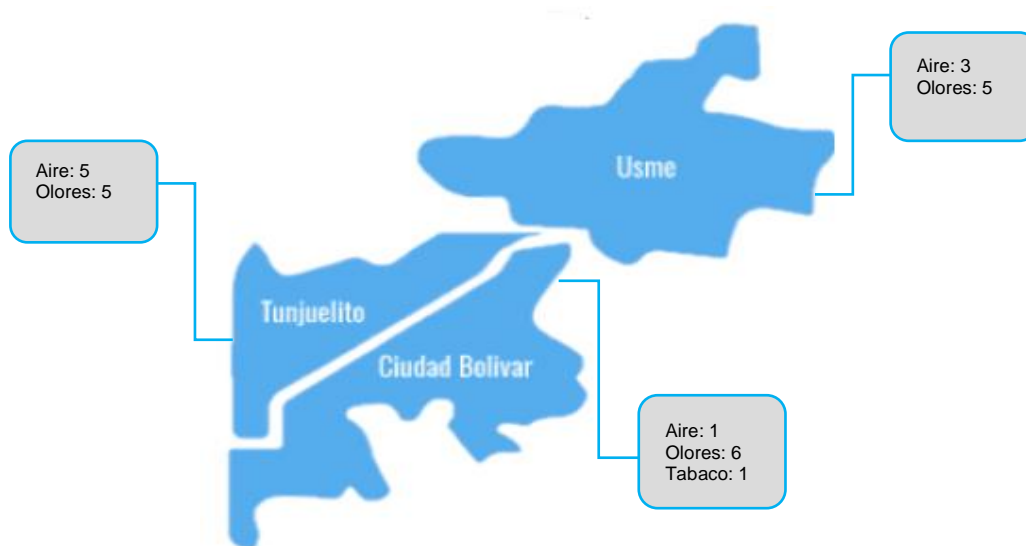 Aire: 3
Olores: 5
Usme
Aire: 5
Olores: 5
Tunjuelito
Ciudad Bolivar
Aire: 1
Olores: 6
Tabaco: 1